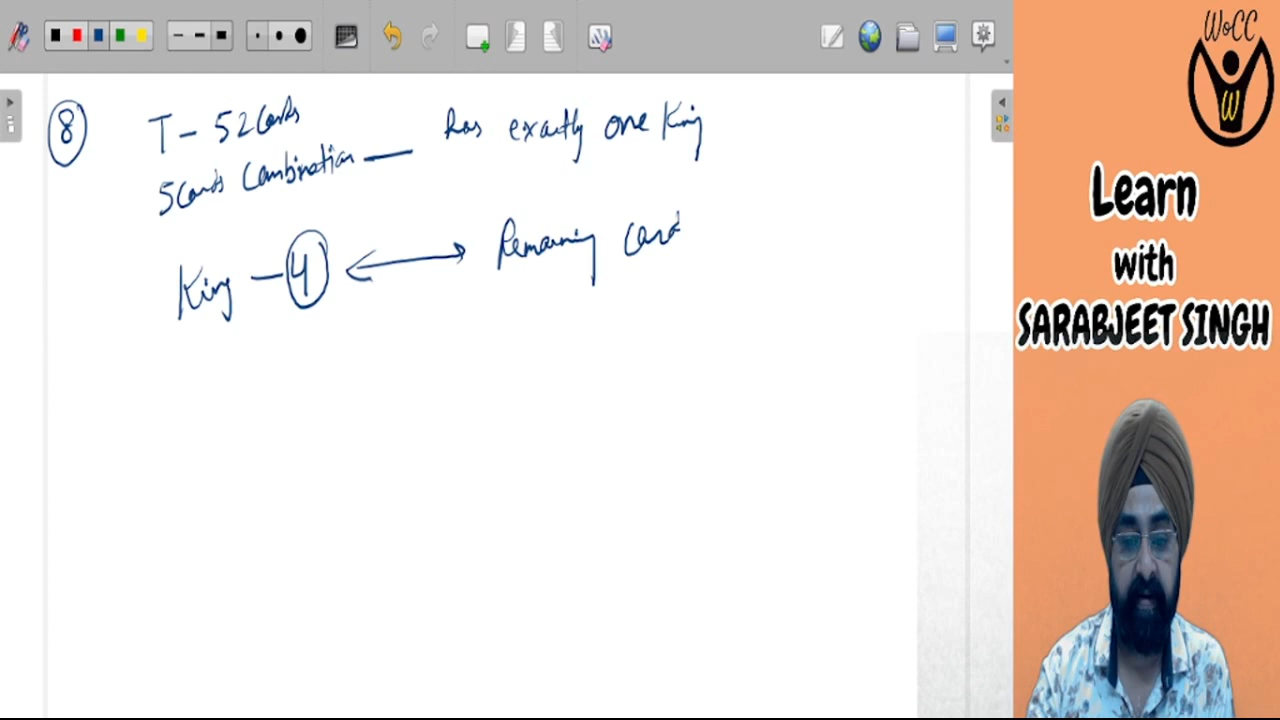 8 T - 52 Cards
5 Cards Combination — has exactly one King
King - 4 Remaining card
WoCC
W
Learn
with
SARABJEET SINGH